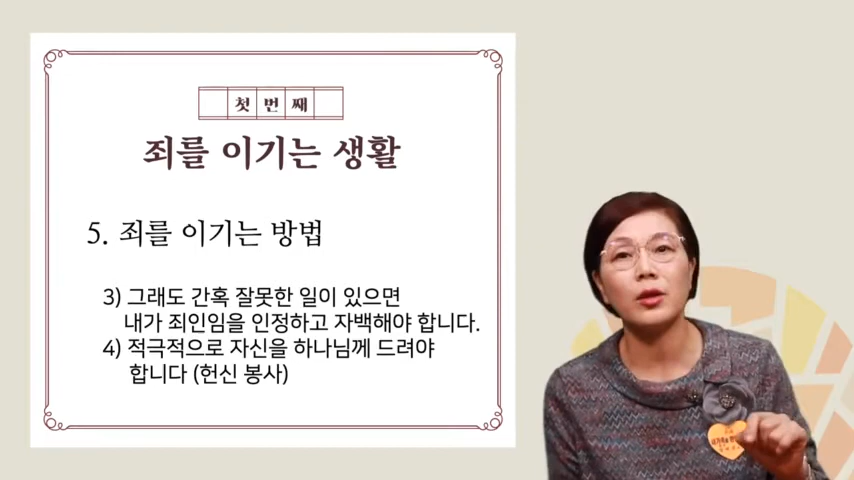 첫번째
죄를 이기는 생활
5. 죄를 이기는 방법
3) 그래도 간혹 잘못한 일이 있으면
내가 죄인임을 인정하고 자백해야 합니다.
4) 적극적으로 자신을 하나님께 드려야
합니다 (헌신 봉사)